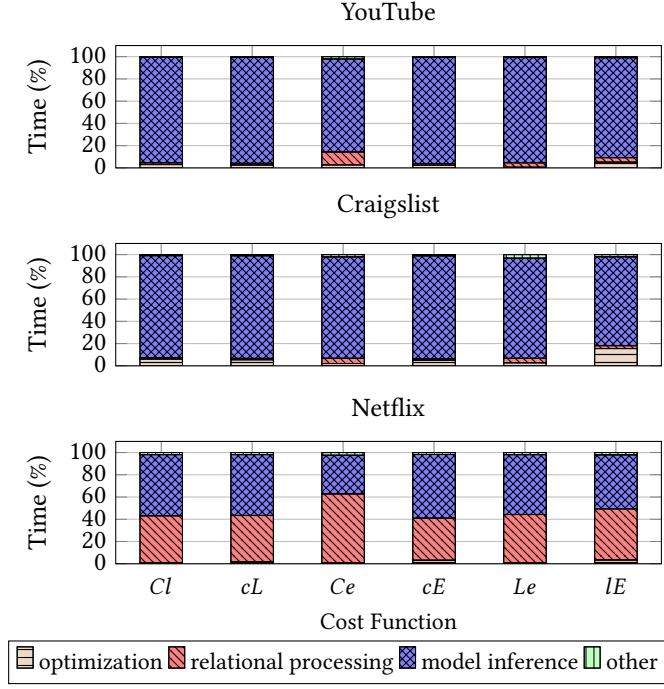 YouTube
100
80
60
40
20
0
Time (%)
Craigslist
100
80
60
40
20
0
Time (%)
Netflix
100
80
60
40
20
0
Time (%)
Cl cL Ce cE Le lE
Cost Function
optimization relational processing model inference other